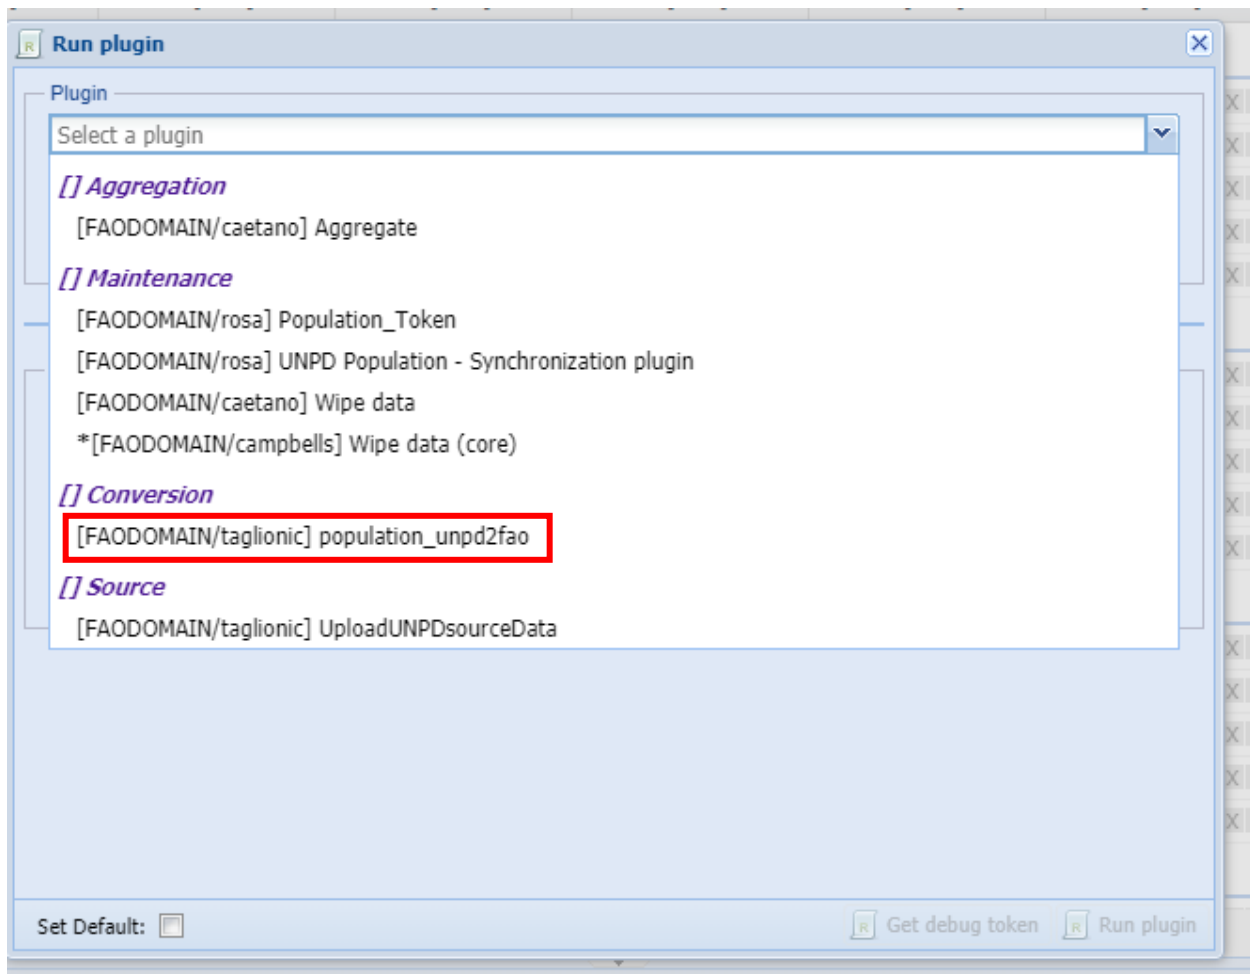 Run plugin
Plugin
Select a plugin
[] Aggregation
[FAODOMAIN/caetano] Aggregate
[] Maintenance
[FAODOMAIN/rosa] Population_Token
[FAODOMAIN/rosa] UNPD Population - Synchronization plugin
[FAODOMAIN/caetano] Wipe data
*[FAODOMAIN/campbells] Wipe data (core)
[] Conversion
[FAODOMAIN/taglionic] population_unpd2fao
[] Source
[FAODOMAIN/taglionic] UploadUNPDsourceData
Set Default:
Get debug token
Run plugin